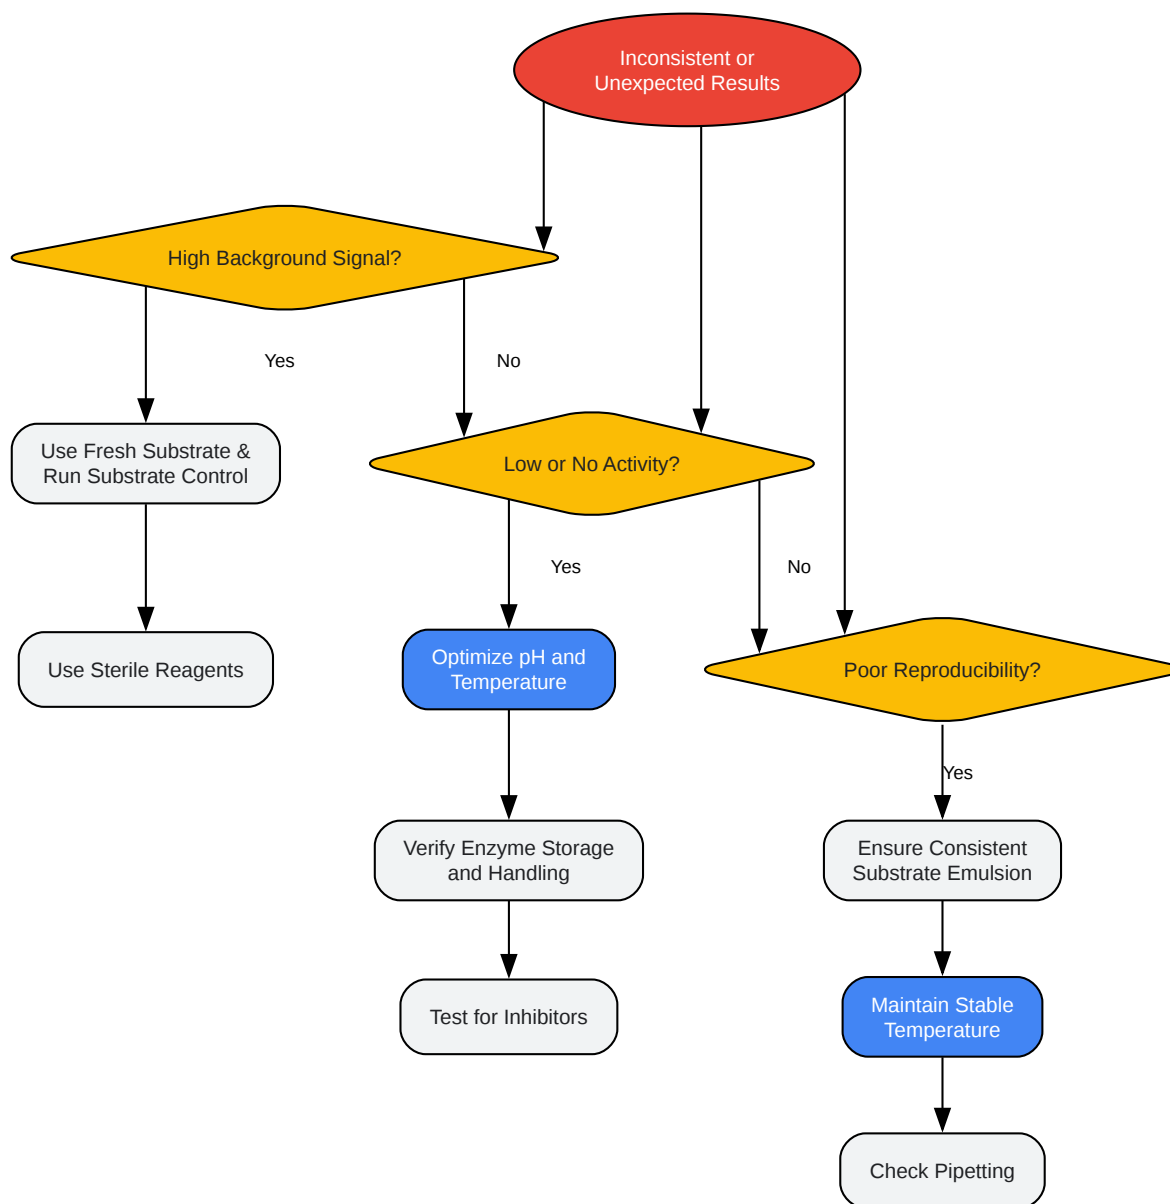 Inconsistent or
Unexpected Results
High Background Signal?
Yes
No
Use Fresh Substrate &
Run Substrate Control
Low or No Activity?
Yes
No
Use Sterile Reagents
Optimize pH and
Temperature
Poor Reproducibility?
Yes
Verify Enzyme Storage
and Handling
Ensure Consistent
Substrate Emulsion
Test for Inhibitors
Maintain Stable
Temperature
Check Pipetting